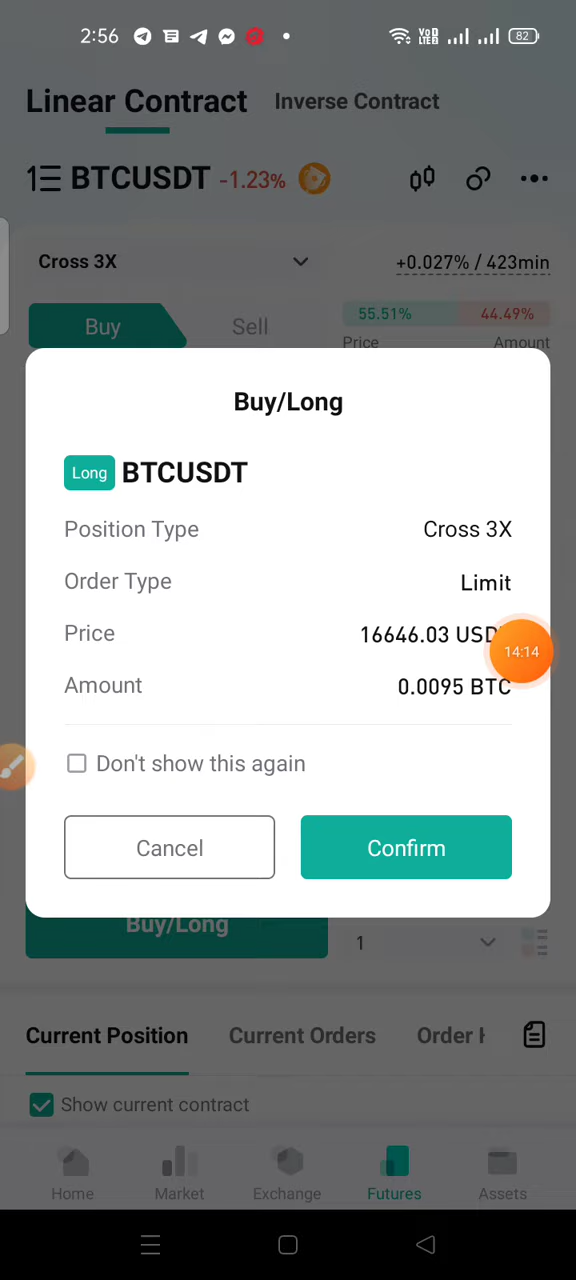 2:56
Vo) LTE2
82
Linear Contract Inverse Contract
BTCUSDT -1.23%
Cross 3X +0.027% / 423min
Buy Sell 55.51% 44.49%
Price Amount
Buy/Long
Long BTCUSDT
Position Type Cross 3X
Order Type Limit
Price 16646.03 USD
14:14
Amount 0.0095 BTC
Don't show this again
Cancel Confirm
Buy/Long
1
Current Position Current Orders Order H
Show current contract
Home Market Exchange Futures Assets